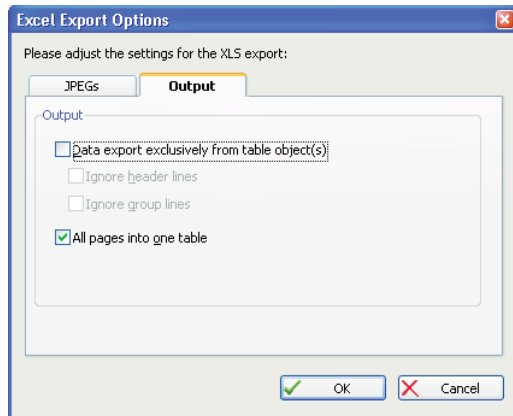 Excel Export Options
Please adjust the settings for the XLS export:
JPEGs Output
Output
Data export exclusively from table object(s)
Ignore header lines
Ignore group lines
All pages into one table
OK Cancel